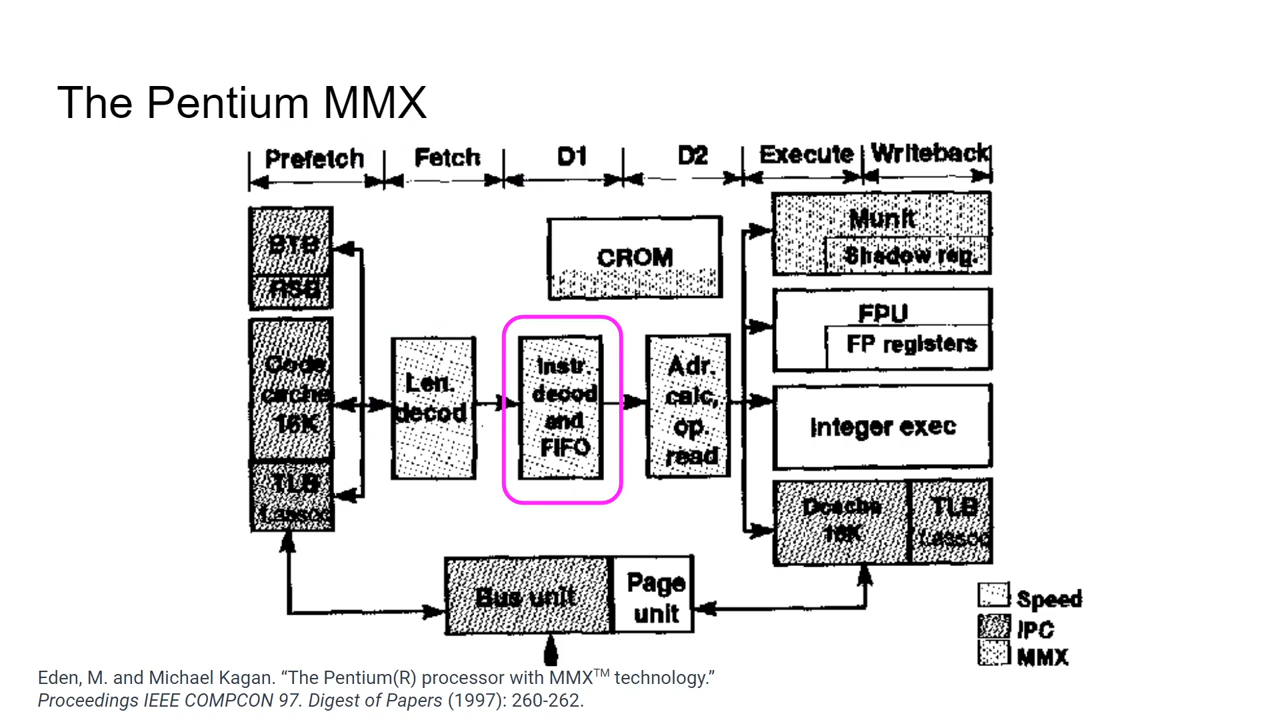 The Pentium MMX
Prefetch
Fetch
D1
D2
Execute
Writeback
BTB
RSB
Code
cache
16K
TLB
Lassoc
Len.
decod
CROM
Instr.
decod
and
FIFO
Adr.
calc,
op.
read
Munit
Shadow reg.
FPU
FP registers
Integer exec
Dcache
16K
TLB
Lassoc
Bus unit
Page
unit
Speed
IPC
MMX
Eden, M. and Michael Kagan. “The Pentium(R) processor with MMX™ technology.”
Proceedings IEEE COMPCON 97. Digest of Papers (1997): 260-262.